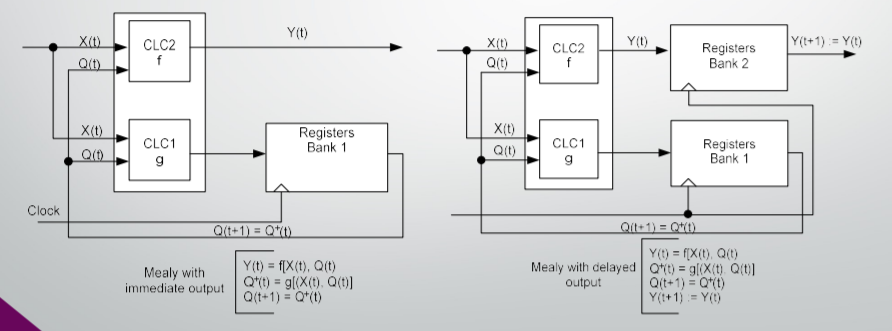 X(t)
Q(t)
CLC2
f
Y(t)
X(t)
Q(t)
CLC1
g
Registers
Bank 1
Clock
Q(t+1) = Q⁺(t)
Mealy with
immediate output
Y(t) = f[X(t), Q(t)
Q⁺(t) = g[(X(t), Q(t)]
Q(t+1) = Q⁺(t)
X(t)
Q(t)
CLC2
f
Y(t)
Registers
Bank 2
Y(t+1) := Y(t)
X(t)
Q(t)
CLC1
g
Registers
Bank 1
Q(t+1) = Q⁺(t)
Mealy with delayed
output
Y(t) = f[X(t), Q(t)
Q⁺(t) = g[(X(t), Q(t)]
Q(t+1) = Q⁺(t)
Y(t+1) := Y(t)